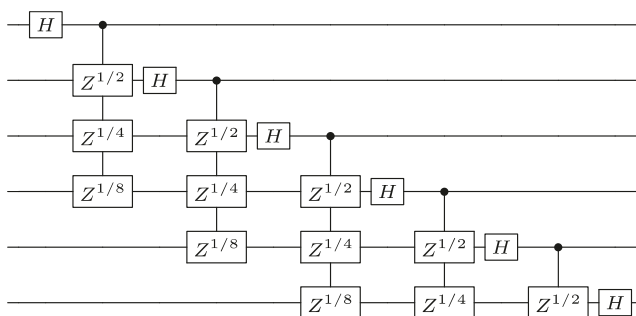 H
Z^{1/2} H
Z^{1/4} Z^{1/2} H
Z^{1/8} Z^{1/4} Z^{1/2} H
Z^{1/8} Z^{1/4} Z^{1/2} H
Z^{1/8} Z^{1/4} Z^{1/2} H